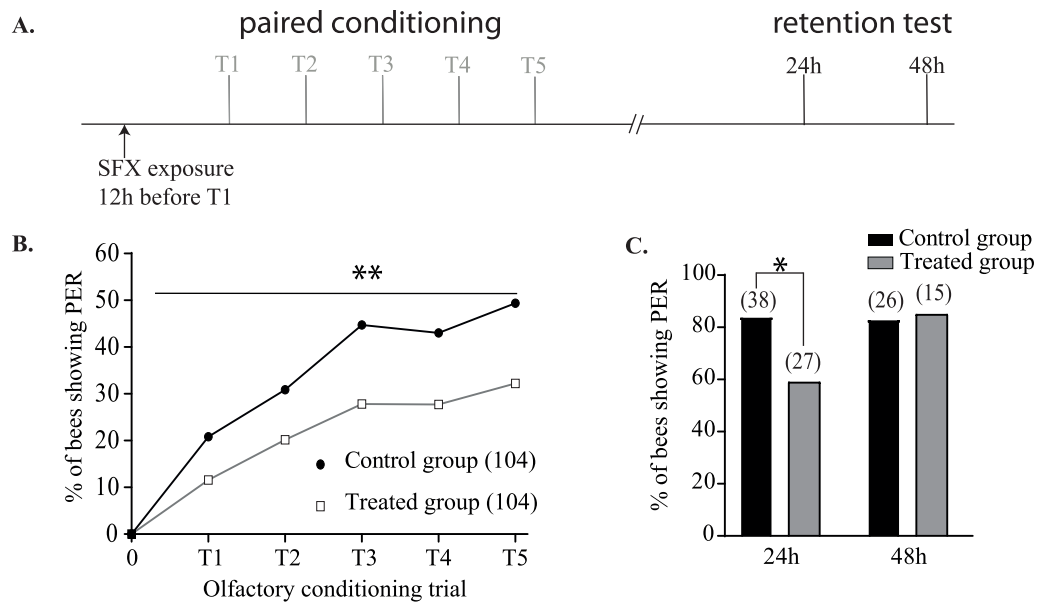 A.
paired conditioning
retention test
T1 T2 T3 T4 T5
24h 48h
//
SFX exposure
12h before T1
B.
% of bees showing PER
60
50
40
30
20
10
0
**
Control group (104)
Treated group (104)
0 T1 T2 T3 T4 T5
Olfactory conditioning trial
C.
Control group
Treated group
% of bees showing PER
100
80
60
40
20
0
*
(38) (27) (26) (15)
24h 48h